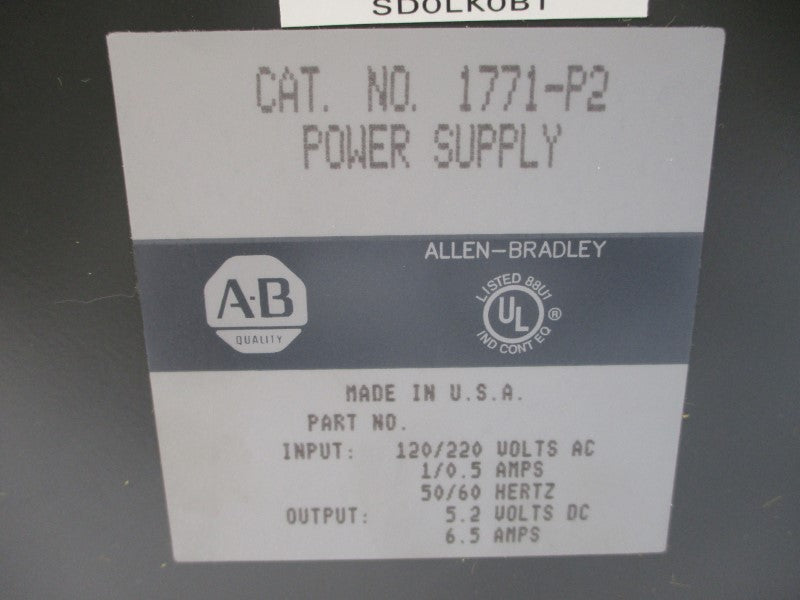 SDOLKOBT
CAT. NO. 1771-P2
POWER SUPPLY
ALLEN-BRADLEY
A-B
QUALITY
LISTED 88U1
UL ®
IND CONT EQ
MADE IN U.S.A.
PART NO.
INPUT: 120/220 VOLTS AC
1/0.5 AMPS
50/60 HERTZ
OUTPUT: 5.2 VOLTS DC
6.5 AMPS